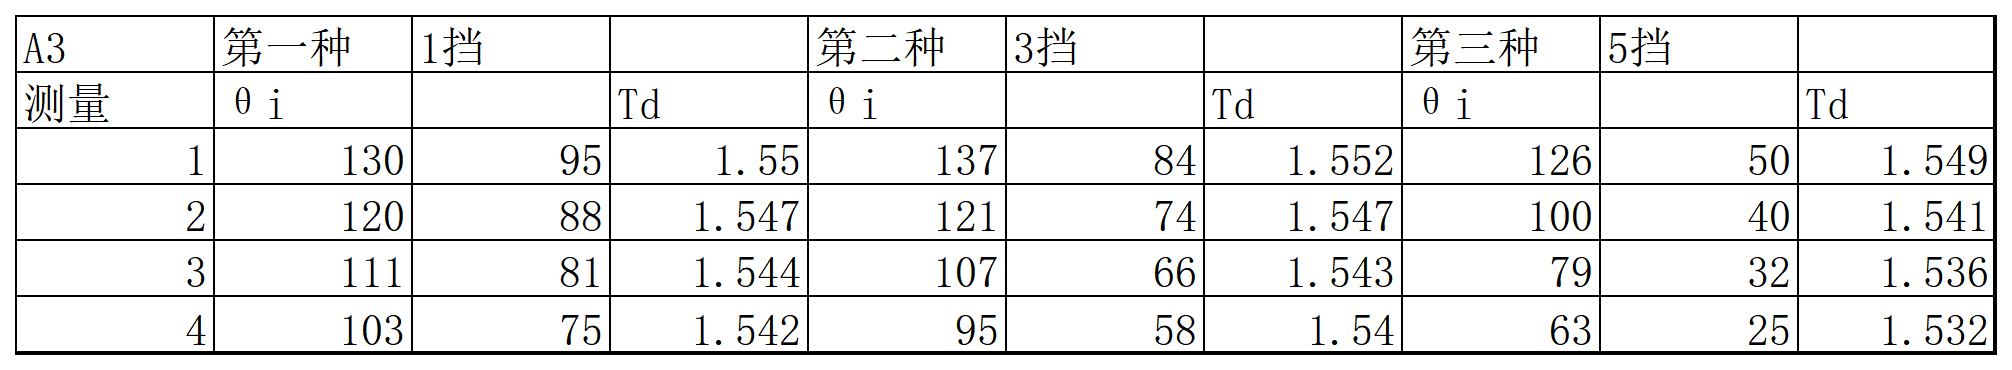 A3 第一种 1挡 第二种 3挡 第三种 5挡
测量 θi Td θi Td θi Td
1 130 95 1.55 137 84 1.552 126 50 1.549
2 120 88 1.547 121 74 1.547 100 40 1.541
3 111 81 1.544 107 66 1.543 79 32 1.536
4 103 75 1.542 95 58 1.54 63 25 1.532